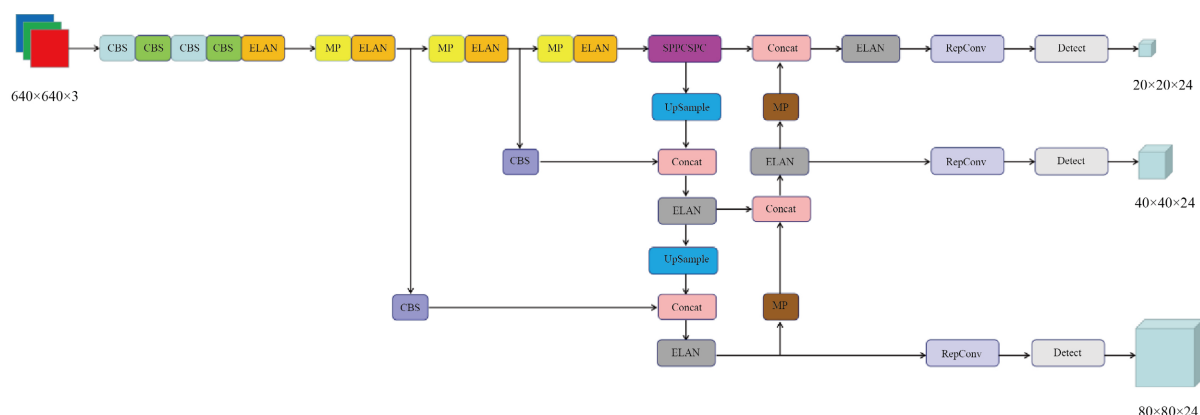 640×640×3
CBS CBS CBS CBS ELAN
MP ELAN
MP ELAN
MP ELAN
SPPCSPC
Concat
ELAN
RepConv
Detect
20×20×24
UpSample
MP
CBS
Concat
ELAN
RepConv
Detect
40×40×24
ELAN
Concat
UpSample
CBS
Concat
MP
ELAN
RepConv
Detect
80×80×24